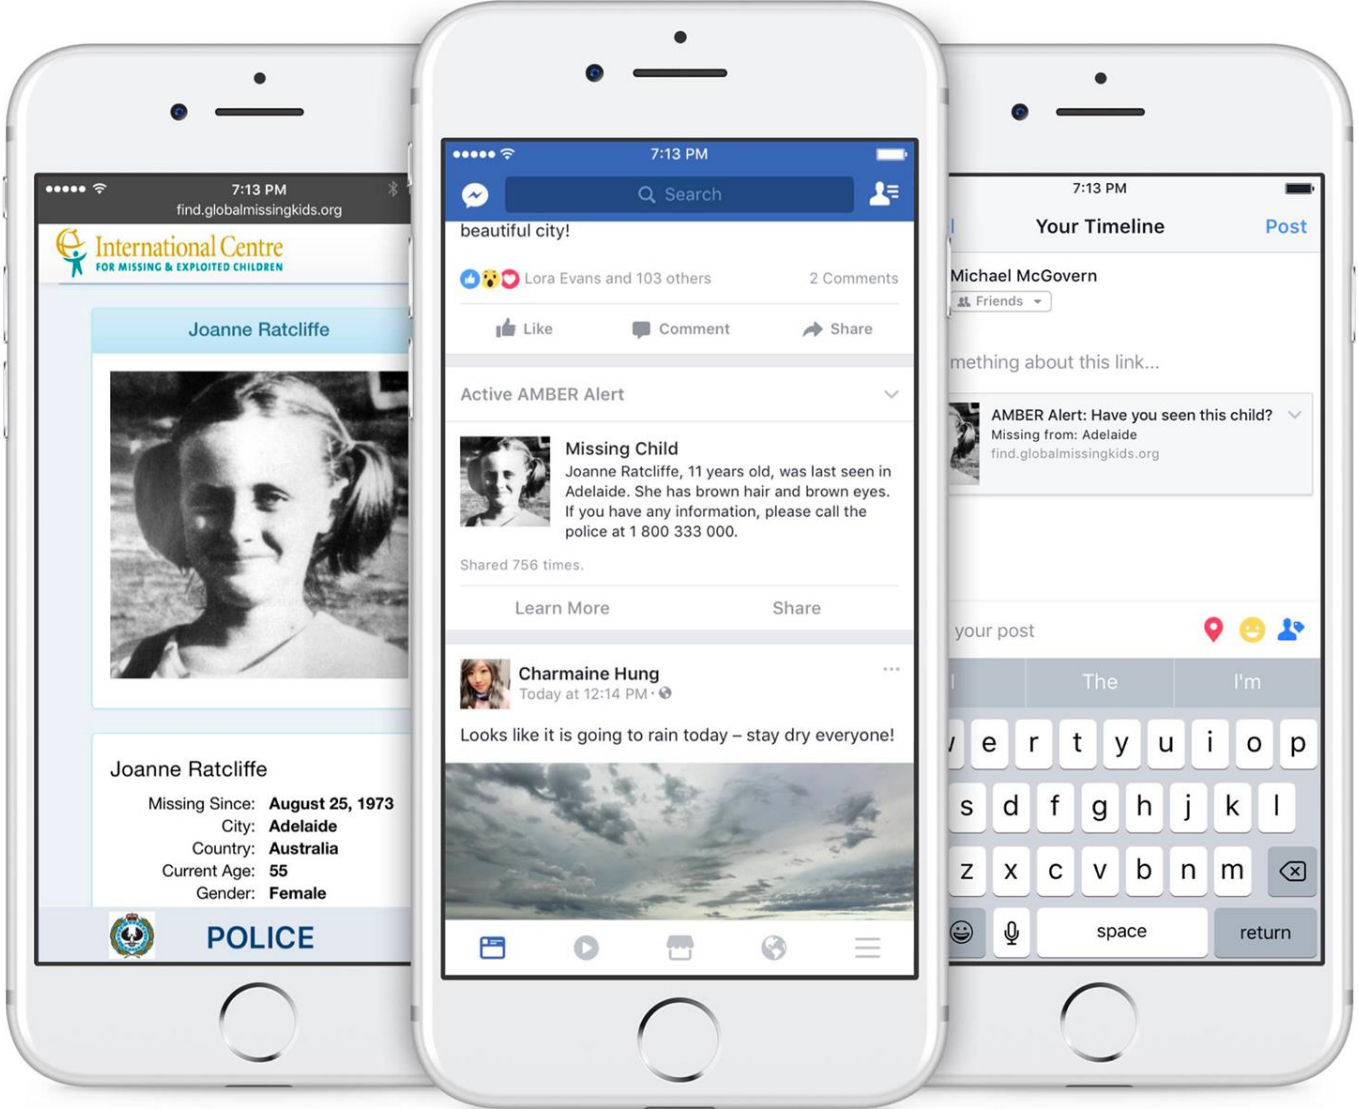 7:13 PM
find.globalmissingkids.org
International Centre
FOR MISSING & EXPLOITED CHILDREN
Joanne Ratcliffe
Joanne Ratcliffe
Missing Since: August 25, 1973
City: Adelaide
Country: Australia
Current Age: 55
Gender: Female
POLICE
7:13 PM
Search
beautiful city!
Lora Evans and 103 others 2 Comments
Like Comment Share
Active AMBER Alert
Missing Child
Joanne Ratcliffe, 11 years old, was last seen in
Adelaide. She has brown hair and brown eyes.
If you have any information, please call the
police at 1 800 333 000.
Shared 756 times.
Learn More Share
Charmaine Hung
Today at 12:14 PM ·
Looks like it is going to rain today – stay dry everyone!
7:13 PM
Your Timeline Post
Michael McGovern
Friends
mething about this link...
AMBER Alert: Have you seen this child?
Missing from: Adelaide
find.globalmissingkids.org
your post
The I'm
e r t y u i o p
s d f g h j k l
z x c v b n m
space return